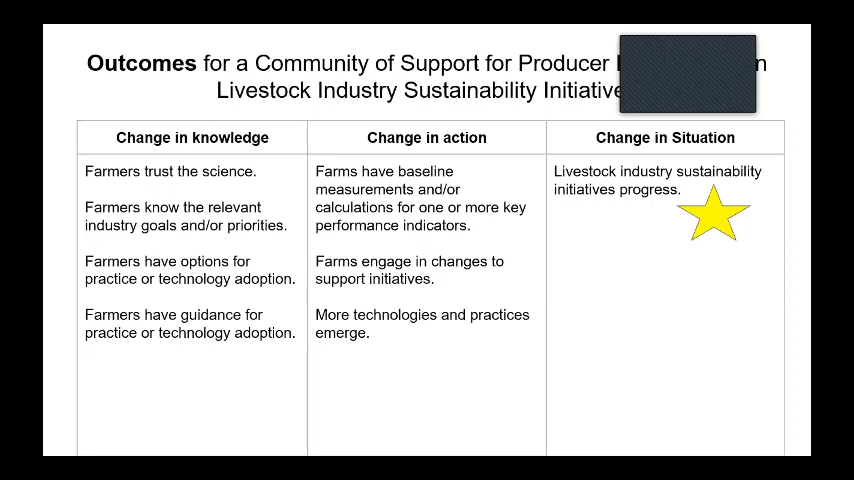 Outcomes for a Community of Support for Producer
Livestock Industry Sustainability Initiative
Change in knowledge
Farmers trust the science.
Farmers know the relevant
industry goals and/or priorities.
Farmers have options for
practice or technology adoption.
Farmers have guidance for
practice or technology adoption.
Change in action
Farms have baseline
measurements and/or
calculations for one or more key
performance indicators.
Farms engage in changes to
support initiatives.
More technologies and practices
emerge.
Change in Situation
Livestock industry sustainability
initiatives progress.